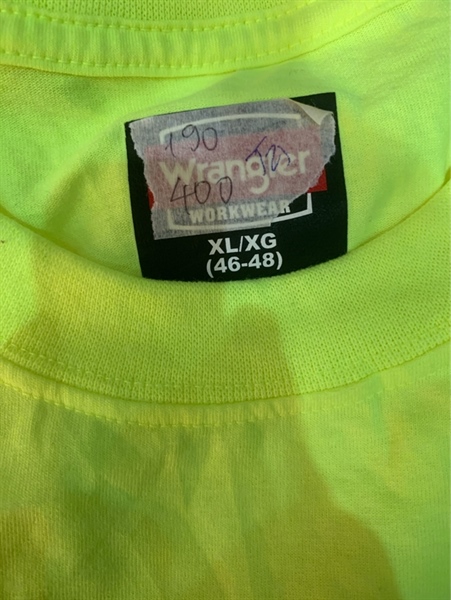 190
Wrangler
400
WORKWEAR
XL/XG
(46-48)